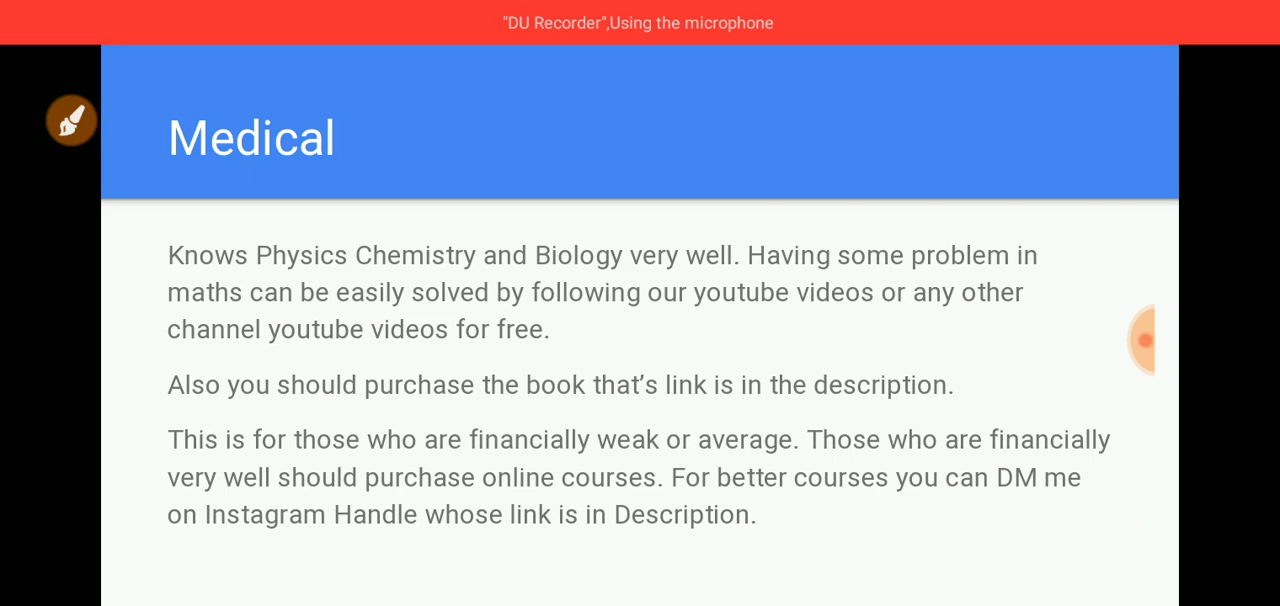 "DU Recorder",Using the microphone
Medical
Knows Physics Chemistry and Biology very well. Having some problem in
maths can be easily solved by following our youtube videos or any other
channel youtube videos for free.
Also you should purchase the book that’s link is in the description.
This is for those who are financially weak or average. Those who are financially
very well should purchase online courses. For better courses you can DM me
on Instagram Handle whose link is in Description.